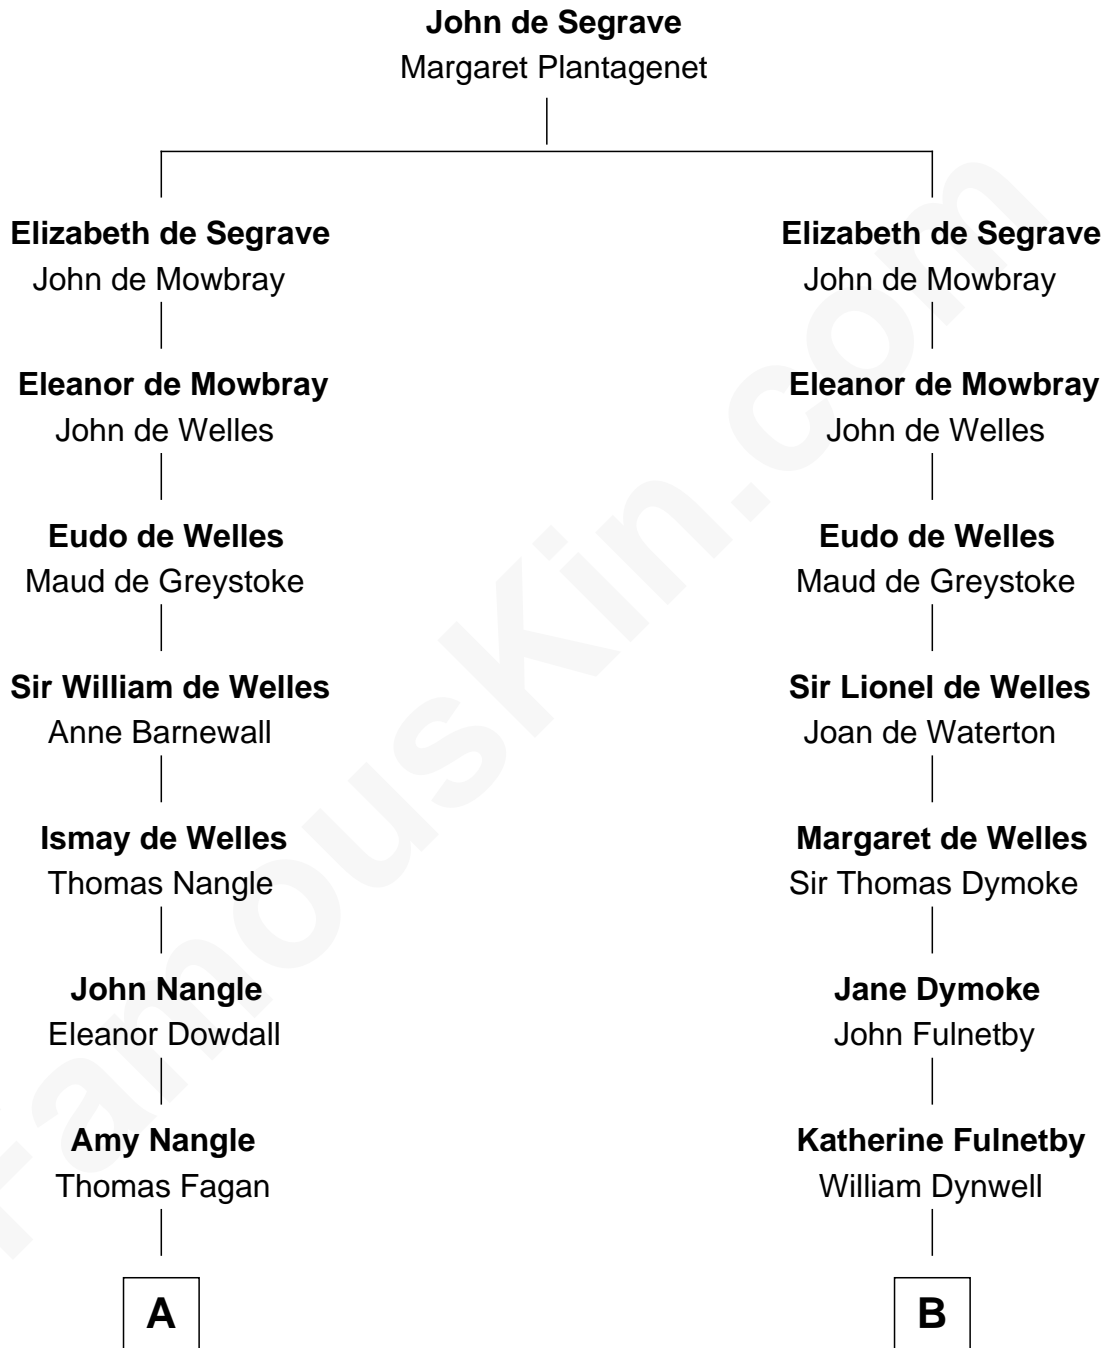 John de Segrave
Margaret Plantagenet
Elizabeth de Segrave
John de Mowbray
Elizabeth de Segrave
John de Mowbray
Eleanor de Mowbray
John de Welles
Eleanor de Mowbray
John de Welles
Eudo de Welles
Maud de Greystoke
Eudo de Welles
Maud de Greystoke
Sir William de Welles
Anne Barnewall
Sir Lionel de Welles
Joan de Waterton
Ismay de Welles
Thomas Nangle
Margaret de Welles
Sir Thomas Dymoke
John Nangle
Eleanor Dowdall
Jane Dymoke
John Fulnetby
Amy Nangle
Thomas Fagan
Katherine Fulnetby
William Dynwell
A
B
FamousKin.com